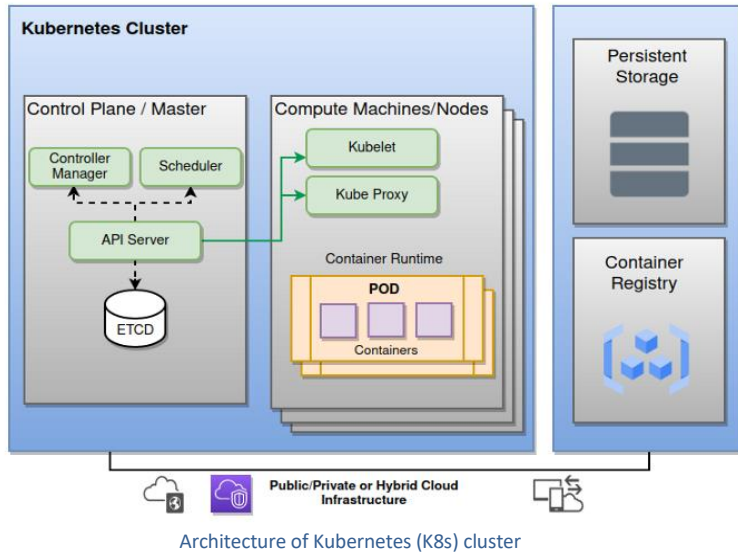 Kubernetes Cluster
Control Plane / Master
Controller
Manager
Scheduler
API Server
ETCD
Compute Machines/Nodes
Kubelet
Kube Proxy
Container Runtime
POD
Containers
Persistent
Storage
Container
Registry
Public/Private or Hybrid Cloud
Infrastructure
Architecture of Kubernetes (K8s) cluster